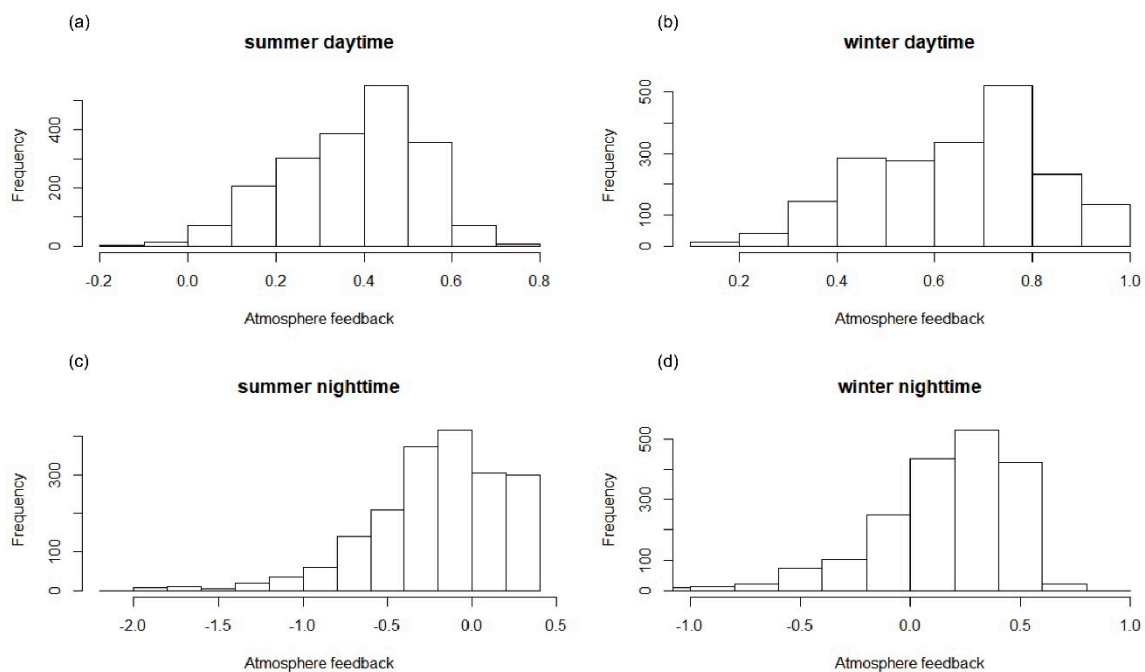 (a)
summer daytime
Frequency
0 200 400
-0.2 0.0 0.2 0.4 0.6 0.8
Atmosphere feedback
(b)
winter daytime
Frequency
0 100 300 500
0.2 0.4 0.6 0.8 1.0
Atmosphere feedback
(c)
summer nighttime
Frequency
0 100 300
-2.0 -1.5 -1.0 -0.5 0.0 0.5
Atmosphere feedback
(d)
winter nighttime
Frequency
0 100 300 500
-1.0 -0.5 0.0 0.5 1.0
Atmosphere feedback